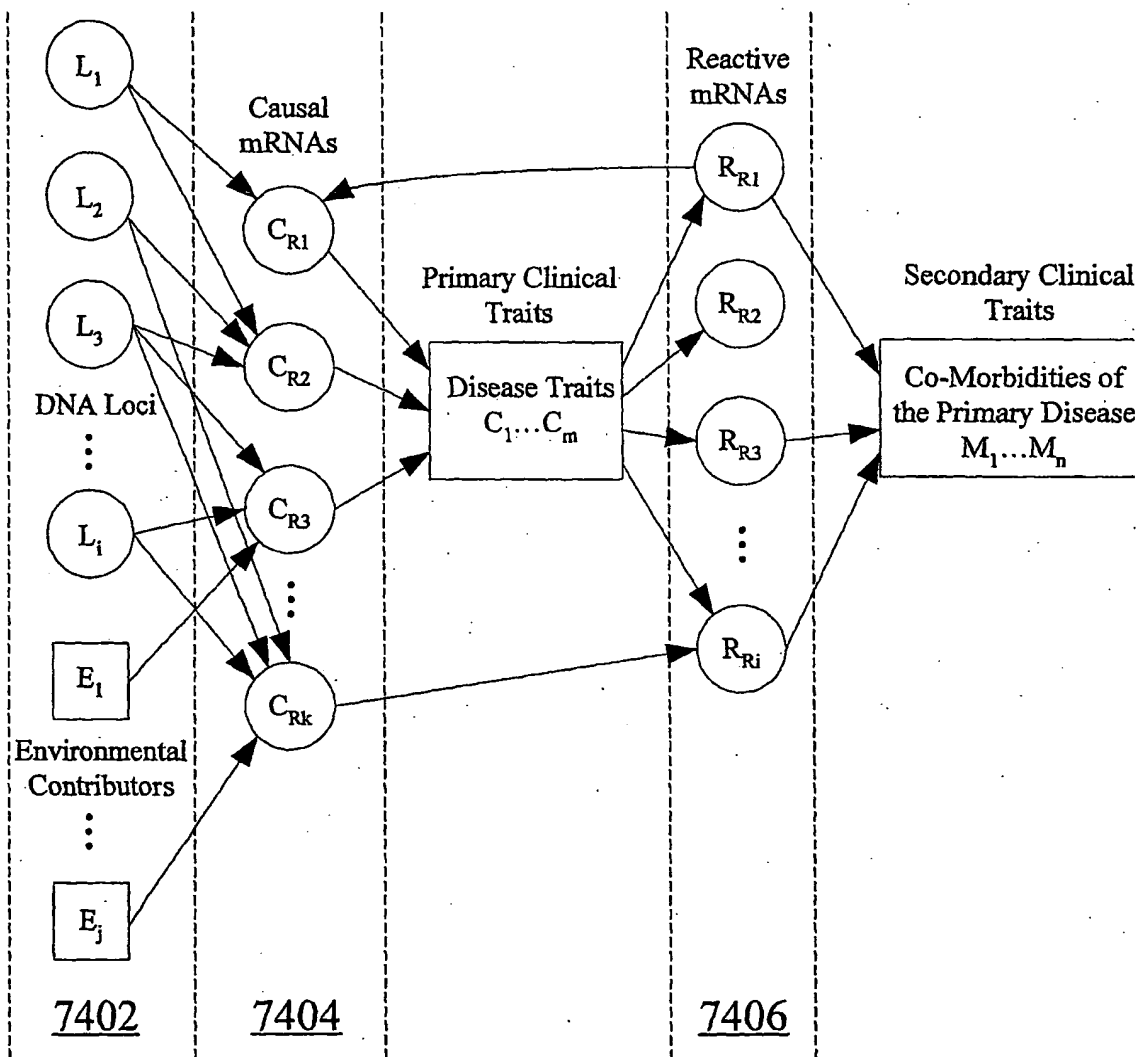 L1
L2
L3
DNA Loci
Li
E1
Environmental
Contributors
Ej
7402
Causal
mRNAs
CR1
CR2
CR3
CRk
7404
Primary Clinical
Traits
Disease Traits
C1...Cm
Reactive
mRNAs
RR1
RR2
RR3
RRi
7406
Secondary Clinical
Traits
Co-Morbidities of
the Primary Disease
M1...Mn